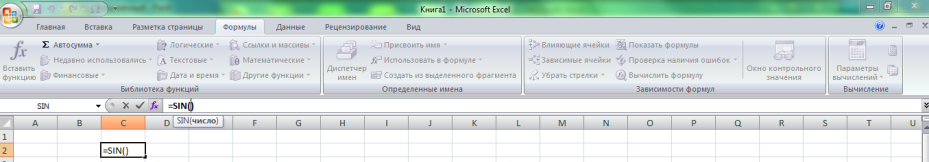 Книга1 - Microsoft Excel
Главная Вставка Разметка страницы Формулы Данные Рецензирование Вид
fx Вставить функцию
Σ Автосумма
Недавно использовались
Финансовые
Логические
Текстовые
Дата и время
Ссылки и массивы
Математические
Другие функции
Библиотека функций
Диспетчер имен
Присвоить имя
Использовать в формуле
Создать из выделенного фрагмента
Определенные имена
Влияющие ячейки
Зависимые ячейки
Убрать стрелки
Показать формулы
Проверка наличия ошибок
Вычислить формулу
Окно контрольного значения
Зависимости формул
Параметры вычислений
Вычисление
SIN fx =SIN()
SIN(число)
A B C D E F G H I J K L M N O P Q R S T U
1
2 =SIN()